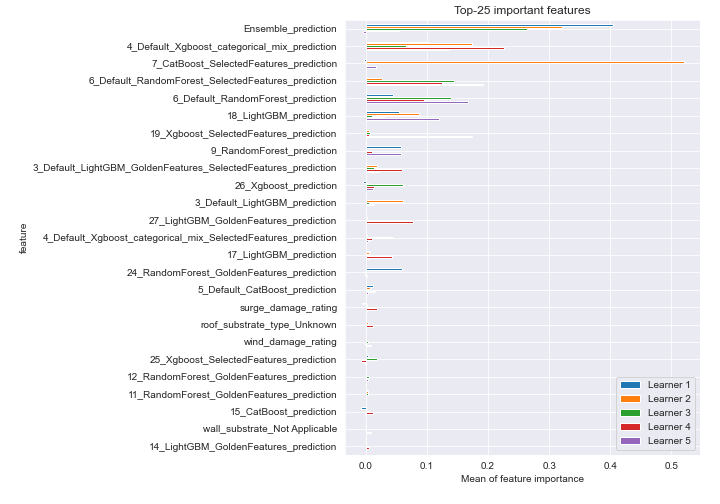 Top-25 important features
Ensemble_prediction
4_Default_Xgboost_categorical_mix_prediction
7_CatBoost_SelectedFeatures_prediction
6_Default_RandomForest_SelectedFeatures_prediction
6_Default_RandomForest_prediction
18_LightGBM_prediction
19_Xgboost_SelectedFeatures_prediction
9_RandomForest_prediction
3_Default_LightGBM_GoldenFeatures_SelectedFeatures_prediction
26_Xgboost_prediction
3_Default_LightGBM_prediction
27_LightGBM_GoldenFeatures_prediction
4_Default_Xgboost_categorical_mix_SelectedFeatures_prediction
17_LightGBM_prediction
24_RandomForest_GoldenFeatures_prediction
5_Default_CatBoost_prediction
surge_damage_rating
roof_substrate_type_Unknown
wind_damage_rating
25_Xgboost_SelectedFeatures_prediction
12_RandomForest_GoldenFeatures_prediction
11_RandomForest_GoldenFeatures_prediction
15_CatBoost_prediction
wall_substrate_Not Applicable
14_LightGBM_GoldenFeatures_prediction
feature
Learner 1
Learner 2
Learner 3
Learner 4
Learner 5
0.0 0.1 0.2 0.3 0.4 0.5
Mean of feature importance